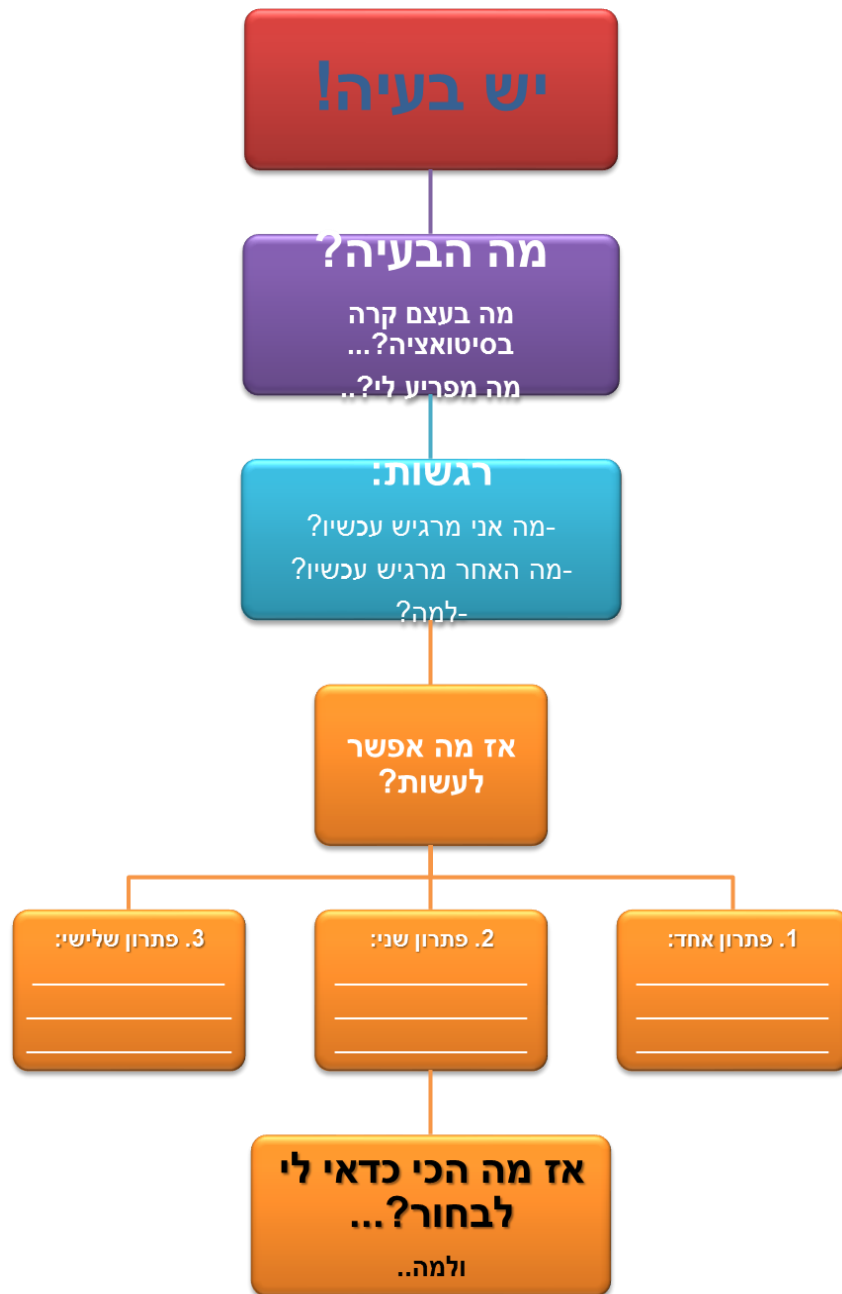 יש בעיה!
מה הבעיה?
מה בעצם קרה
בסיטואציה?...
מה מפריע לי?..
רגשות:
-מה אני מרגיש עכשיו?
-מה האחר מרגיש עכשיו?
-למה?
אז מה אפשר
לעשות?
1. פתרון אחד:
2. פתרון שני:
3. פתרון שלישי:
אז מה הכי כדאי לי
לבחור?...
ולמה..